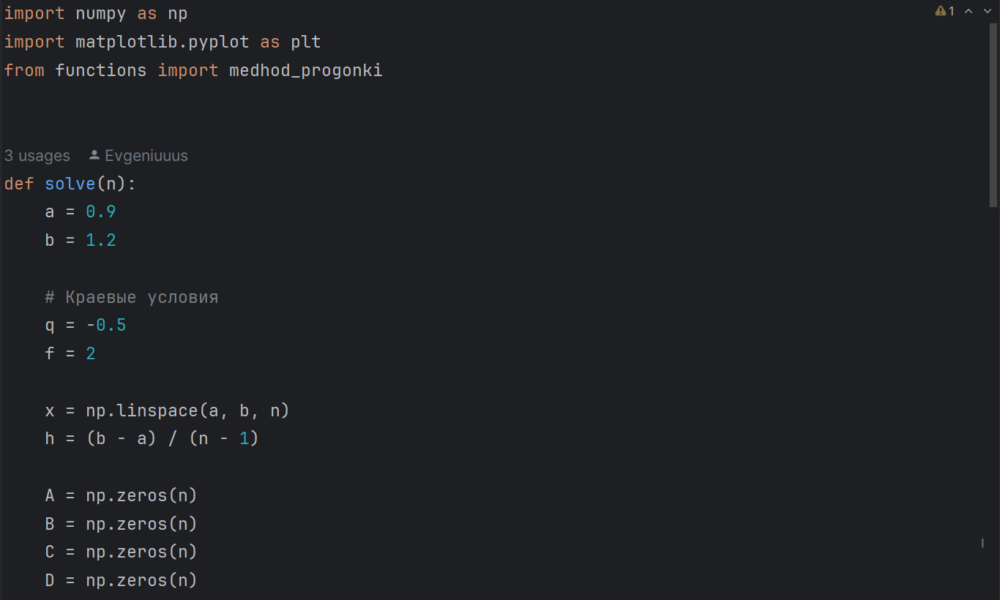 import numpy as np
1
import matplotlib.pyplot as plt
from functions import medhod_progonki
3 usages Evgeniuuus
def solve(n):
a = 0.9
b = 1.2
# Краевые условия
q = -0.5
f = 2
x = np.linspace(a, b, n)
h = (b - a) / (n - 1)
A = np.zeros(n)
B = np.zeros(n)
C = np.zeros(n)
D = np.zeros(n)